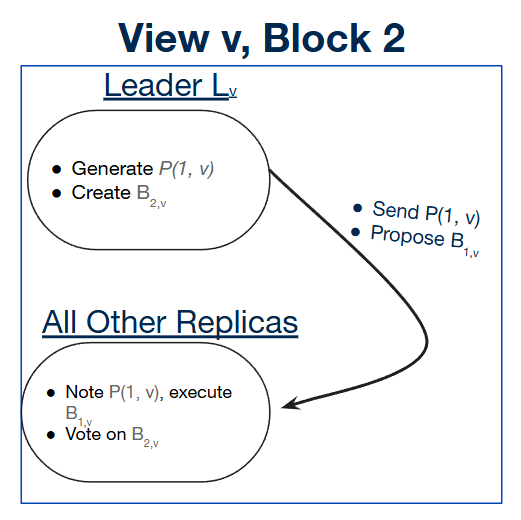 View v, Block 2
Leader Lv
● Generate P(1, v)
● Create B2,v
● Send P(1, v)
● Propose B1,v
All Other Replicas
● Note P(1, v), execute
B1,v
● Vote on B2,v